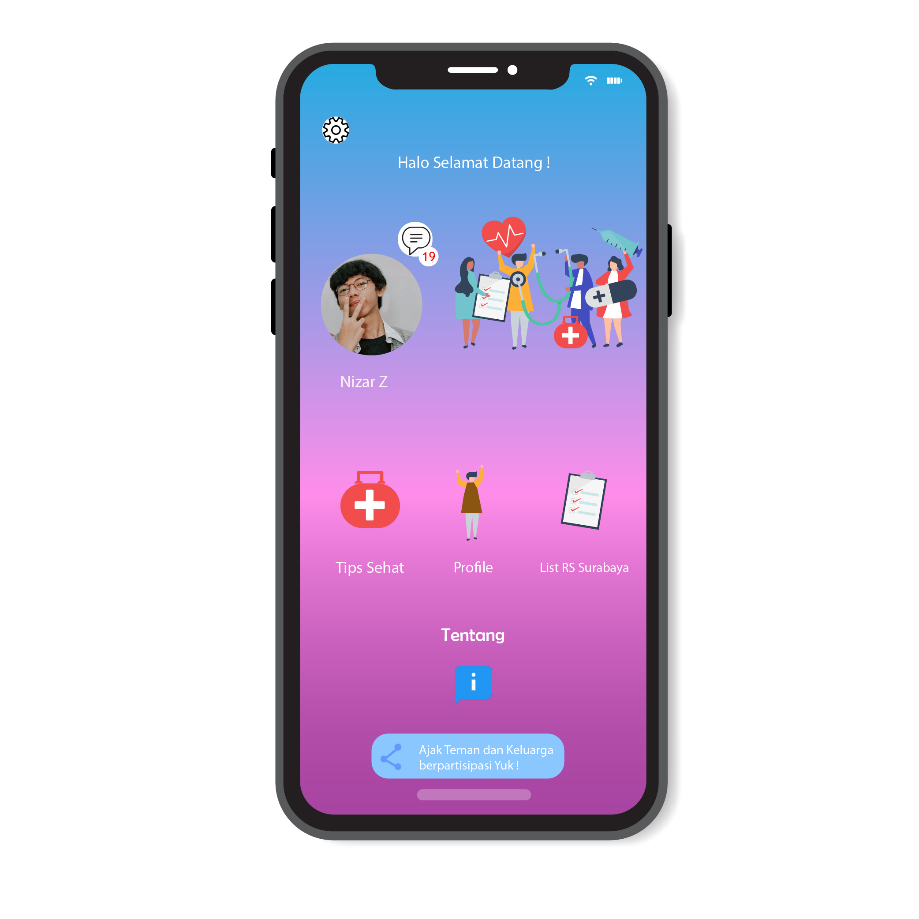 Halo Selamat Datang !
19
Nizar Z
Tips Sehat
Profile
List RS Surabaya
Tentang
i
Ajak Teman dan Keluarga
berpartisipasi Yuk !